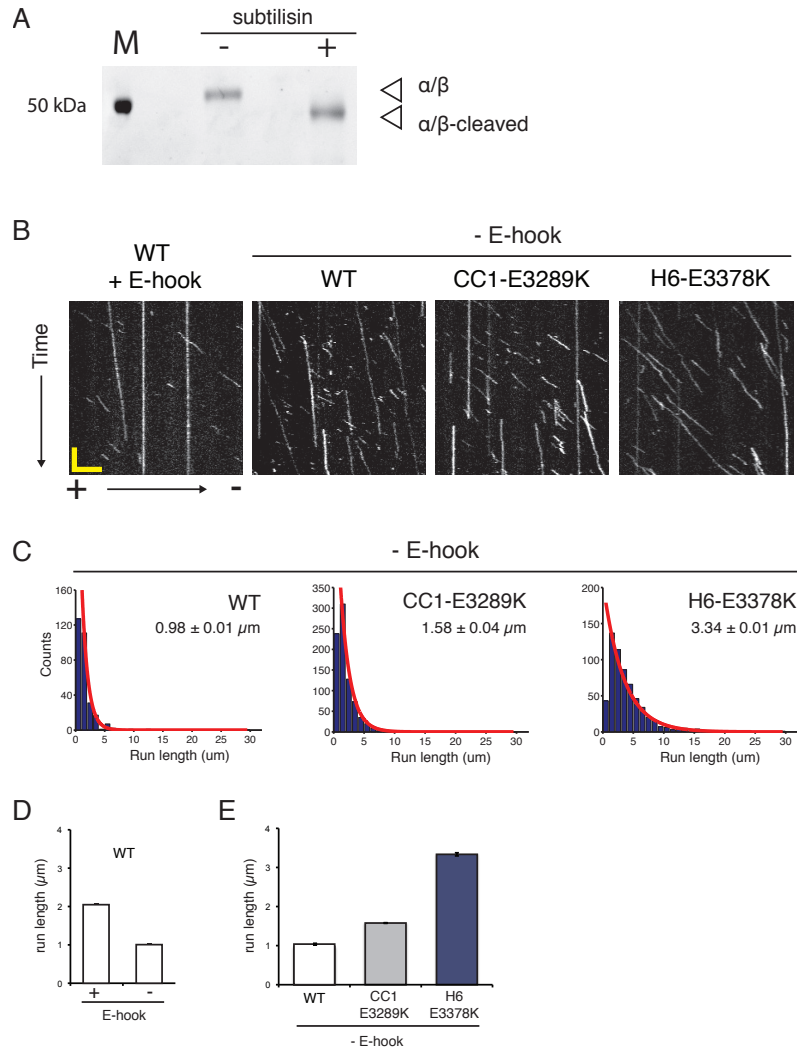 A
subtilisin
M - +
50 kDa
α/β
α/β-cleaved
B
- E-hook
WT
+ E-hook
WT CC1-E3289K H6-E3378K
Time
+ -
C
- E-hook
WT
0.98 ± 0.01 µm
CC1-E3289K
1.58 ± 0.04 µm
H6-E3378K
3.34 ± 0.01 µm
Counts
160
120
80
40
0
0 5 10 15 20 25 30
Run length (um)
350
300
250
200
150
100
50
0
0 5 10 15 20 25 30
Run length (um)
200
150
100
50
0
0 5 10 15 20 25 30
Run length (um)
D
WT
run length (µm)
4
3
2
1
0
+ -
E-hook
E
run length (µm)
4
3
2
1
0
WT CC1 H6
E3289K E3378K
- E-hook